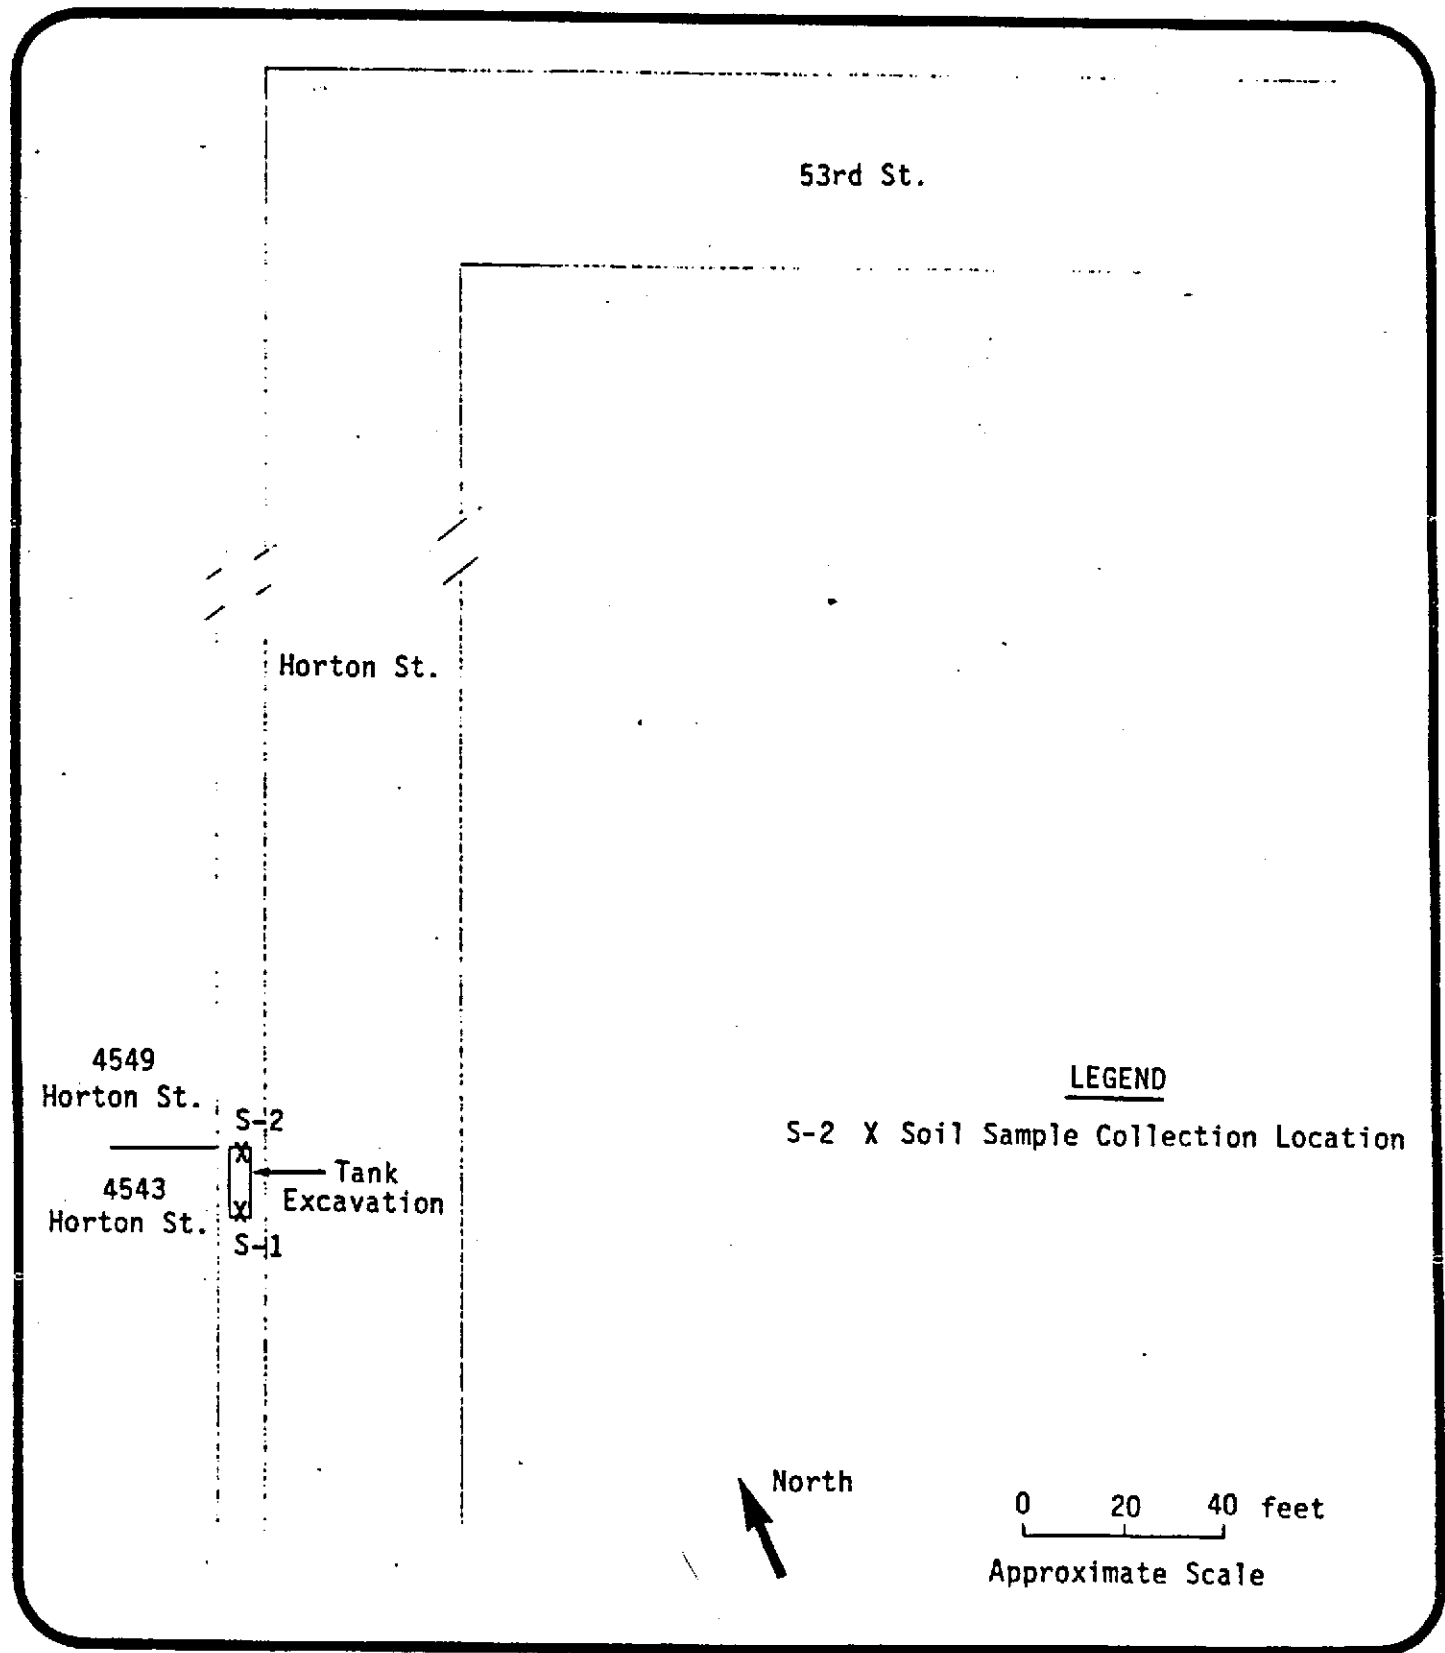 53rd St.
Horton St.
4549
Horton St.
S-2
X
Tank
Excavation
4543
Horton St.
X
S-1
LEGEND
S-2 X Soil Sample Collection Location
North
0 20 40 feet
Approximate Scale